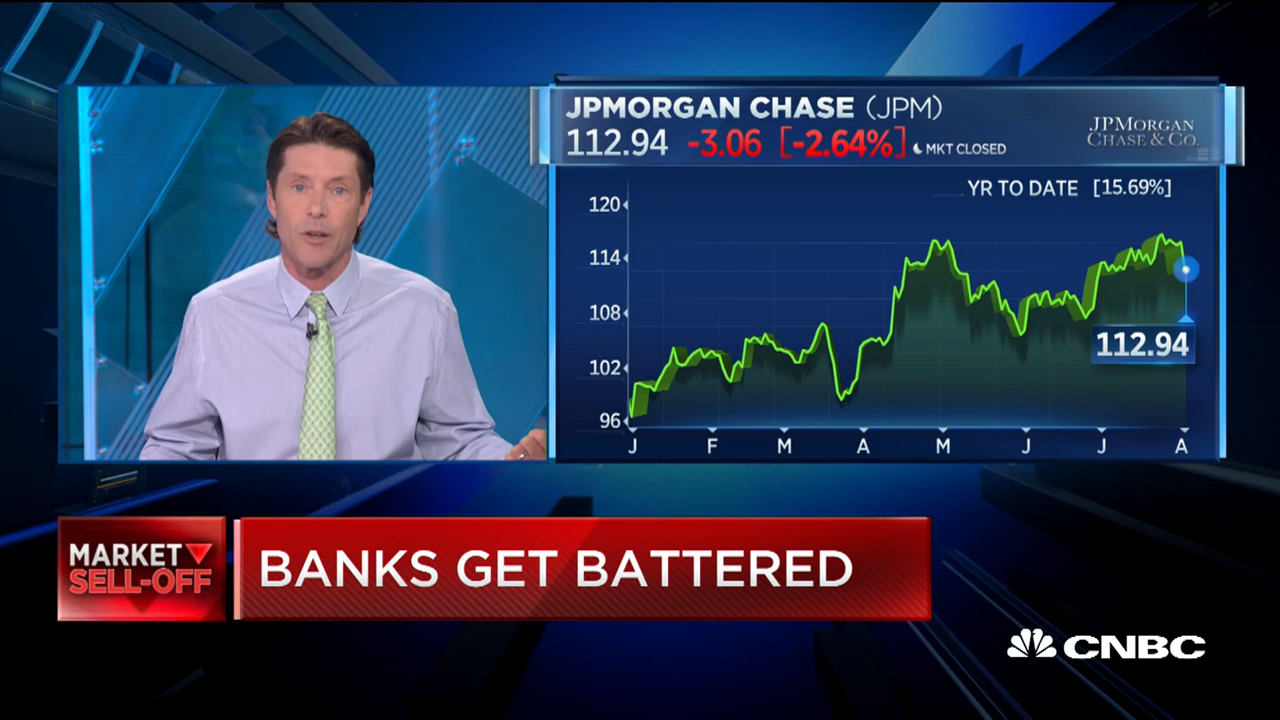 JPMORGAN CHASE (JPM)
112.94 -3.06 [-2.64%] MKT CLOSED
JPMORGAN
CHASE & CO.
YR TO DATE [15.69%]
120
114
108
102
96
112.94
J F M A M J J A
MARKET
SELL-OFF
BANKS GET BATTERED
CNBC